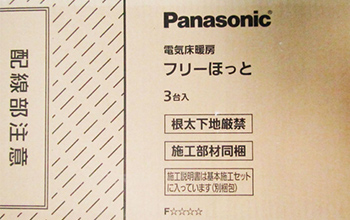 配線部注意
Panasonic
電気床暖房
フリーほっと
3台入
根太下地厳禁
施工部材同梱
施工説明書は基本施工セット
に入っています(別梱包)
F☆☆☆☆